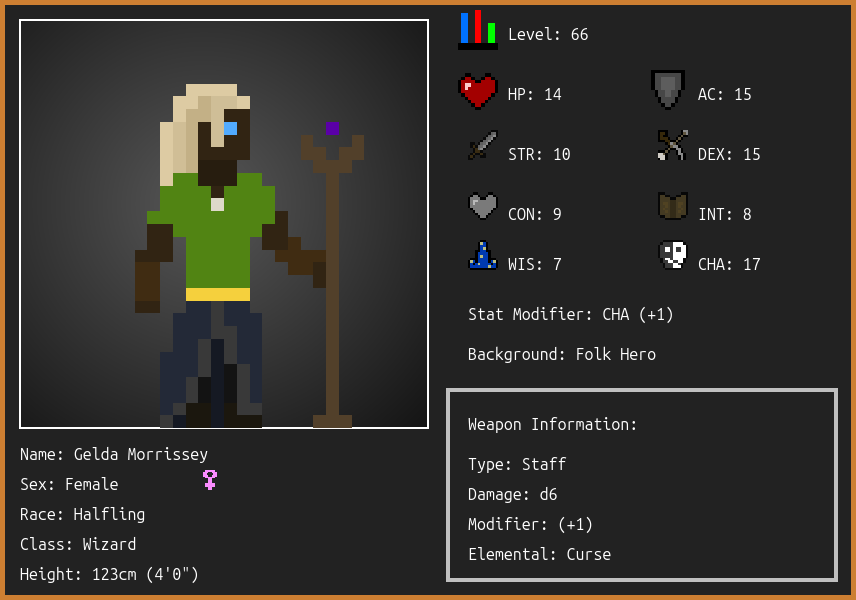 Level: 66
HP: 14
AC: 15
STR: 10
DEX: 15
CON: 9
INT: 8
WIS: 7
CHA: 17
Stat Modifier: CHA (+1)
Background: Folk Hero
Weapon Information:
Type: Staff
Damage: d6
Modifier: (+1)
Elemental: Curse
Name: Gelda Morrissey
Sex: Female
Race: Halfling
Class: Wizard
Height: 123cm (4'0")